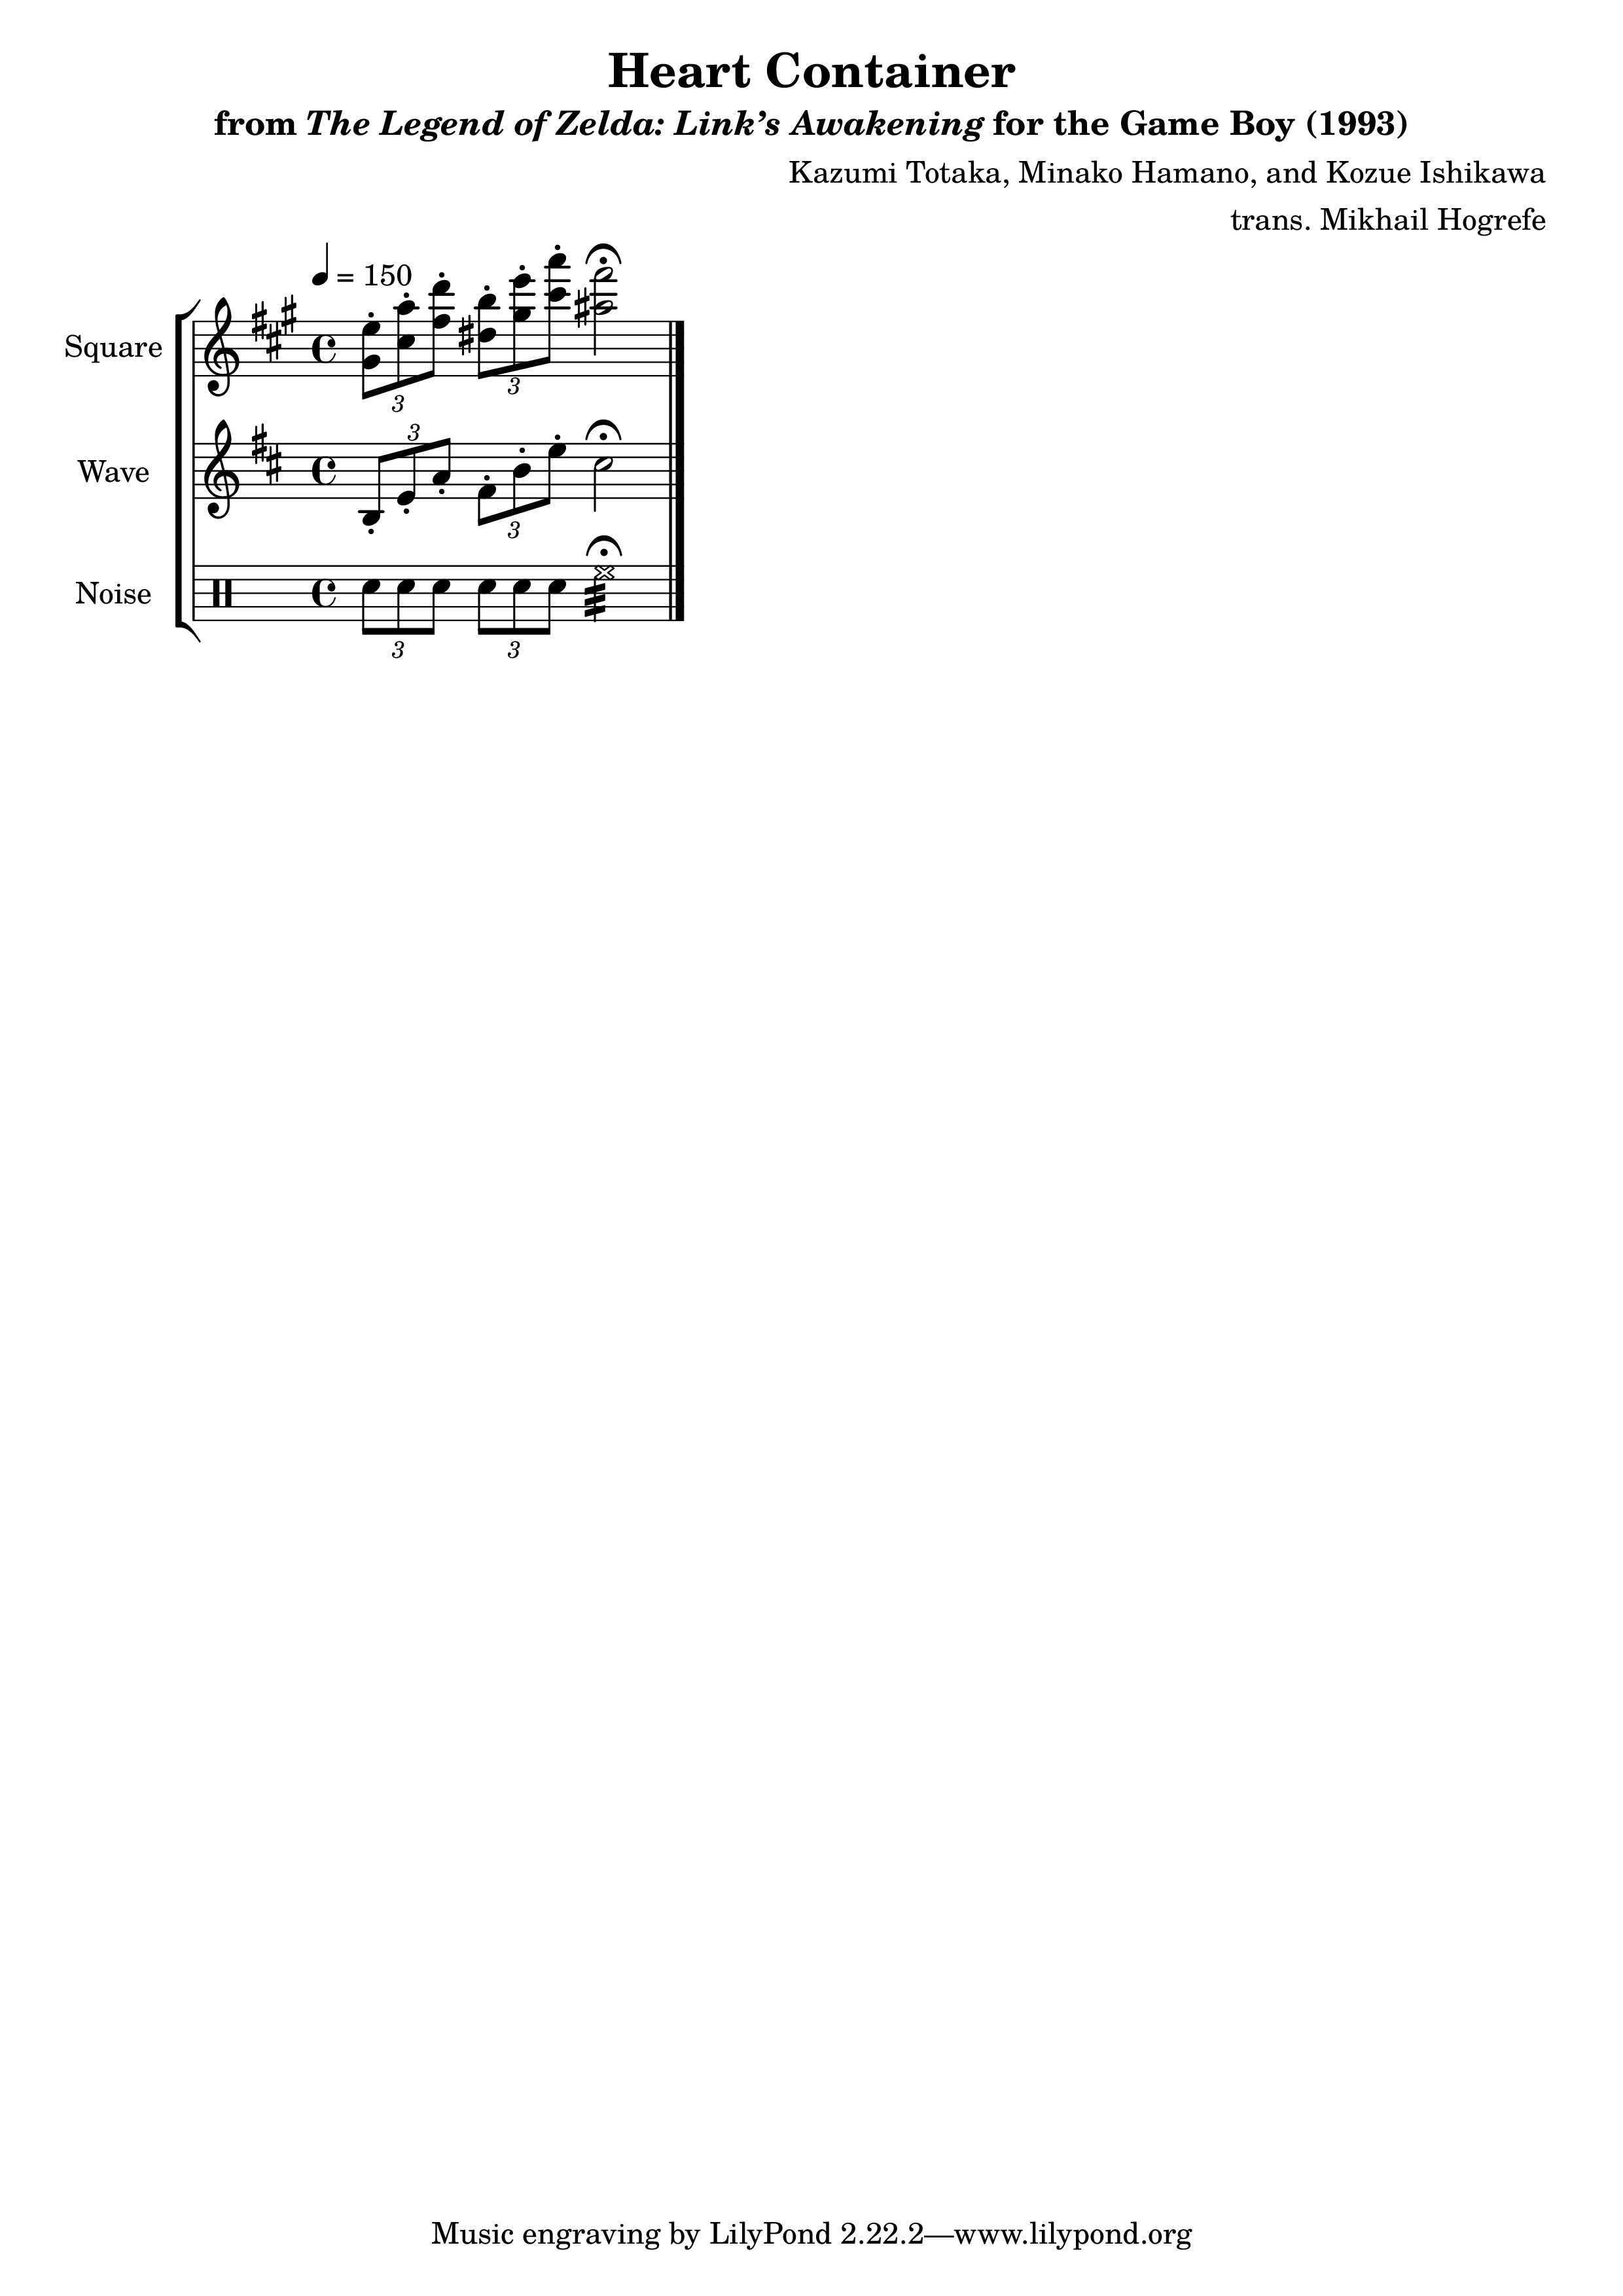 Heart Container
from The Legend of Zelda: Link’s Awakening for the Game Boy (1993)
Kazumi Totaka, Minako Hamano, and Kozue Ishikawa
trans. Mikhail Hogrefe
= 150
Square
3 3
3
Wave
3
Noise
3 3
Music engraving by LilyPond 2.22.2—www.lilypond.org